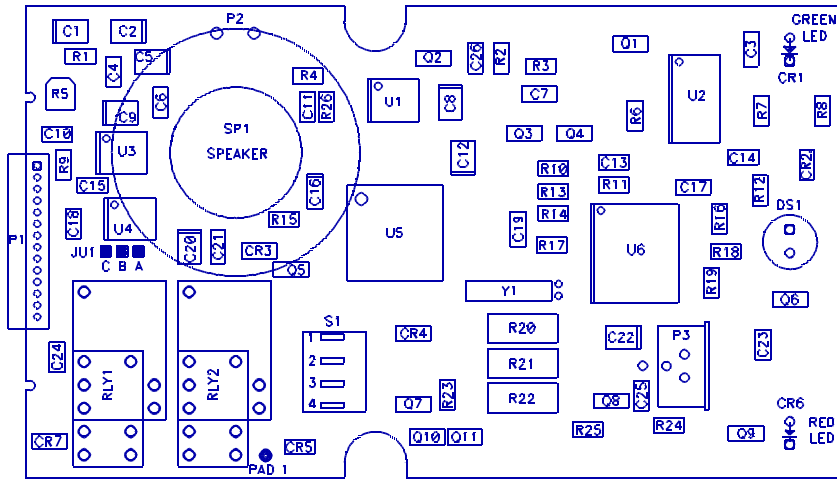 GREEN
LED
C1
C2
P2
Q1
C3
R1
C5
Q2
C26
R2
R3
CR1
C4
R4
R5
C6
C11
R26
U1
C8
C7
U2
C9
R6
R7
R8
C10
U3
SP1
SPEAKER
Q3
Q4
R9
C12
R10
C13
C14
CR2
P1
C15
C16
R13
R11
C17
R12
C18
U4
R15
U5
C19
R14
U6
R16
DS1
JU1
C B A
C20
C21
CR3
R17
R18
Q5
Y1
R19
Q6
S1
1
2
3
4
CR4
R20
R21
R22
C22
P3
C23
C24
RLY1
RLY2
Q7
R23
Q8
C25
CR6
RED
LED
CR7
CR5
Q10
Q11
R25
R24
Q9
PAD 1